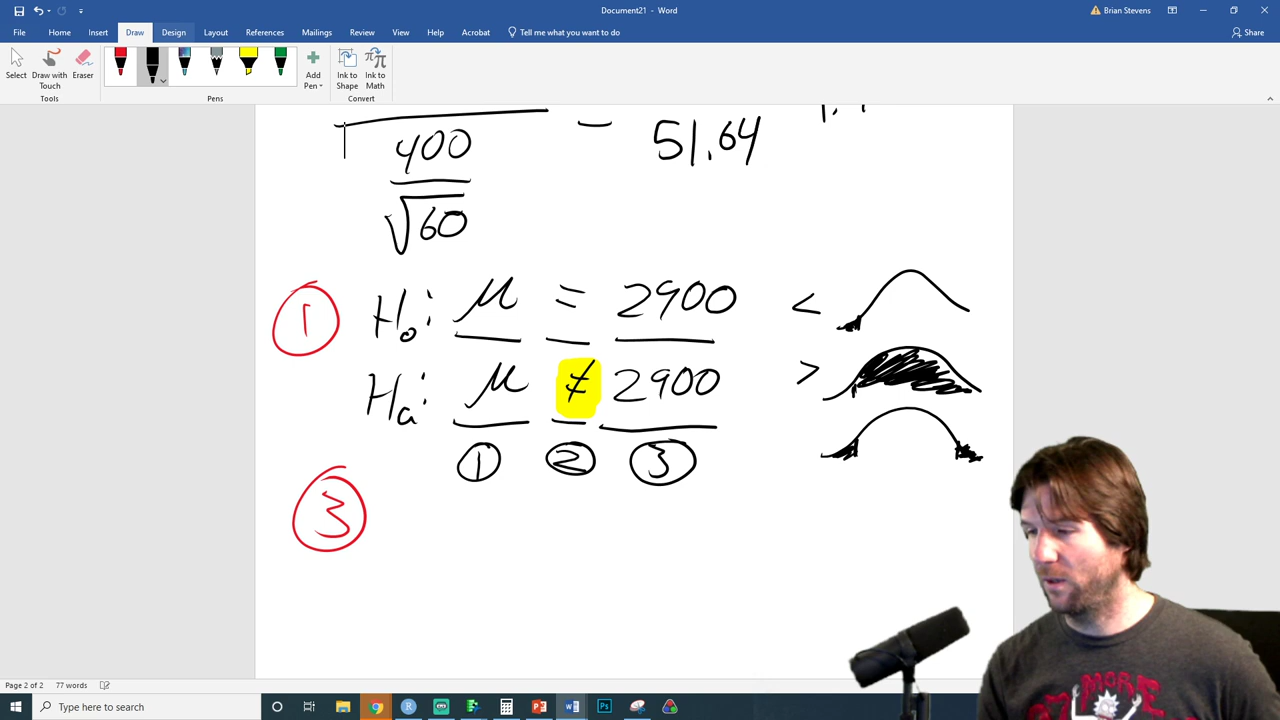 Document21 - Word
Brian Stevens
File Home Insert Draw Design Layout References Mailings Review View Help Acrobat Tell me what you want to do Share
Select Draw with Touch Eraser Add Pen Ink to Shape Ink to Math
Tools Pens Convert
400 = 51.64
√60
1 H₀: μ = 2900 <
Hₐ: μ ≠ 2900 >
1 2 3
3
MORE
Page 2 of 2 77 words
Type here to search